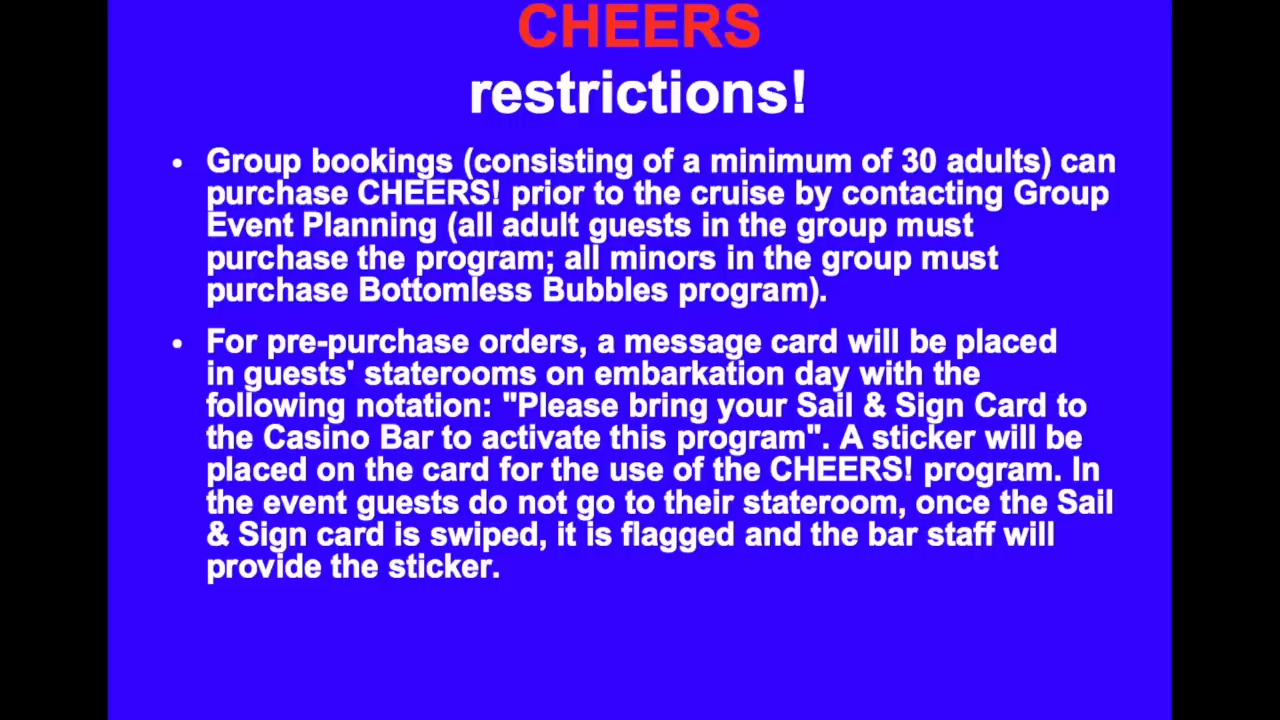 CHEERS
restrictions!
• Group bookings (consisting of a minimum of 30 adults) can
purchase CHEERS! prior to the cruise by contacting Group
Event Planning (all adult guests in the group must
purchase the program; all minors in the group must
purchase Bottomless Bubbles program).
• For pre-purchase orders, a message card will be placed
in guests' staterooms on embarkation day with the
following notation: "Please bring your Sail & Sign Card to
the Casino Bar to activate this program". A sticker will be
placed on the card for the use of the CHEERS! program. In
the event guests do not go to their stateroom, once the Sail
& Sign card is swiped, it is flagged and the bar staff will
provide the sticker.